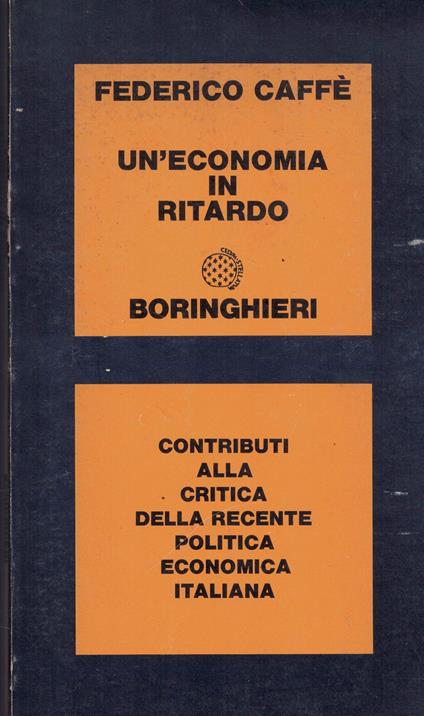 FEDERICO CAFFÈ
UN'ECONOMIA
IN
RITARDO
BORINGHIERI
CONTRIBUTI
ALLA
CRITICA
DELLA RECENTE
POLITICA
ECONOMICA
ITALIANA